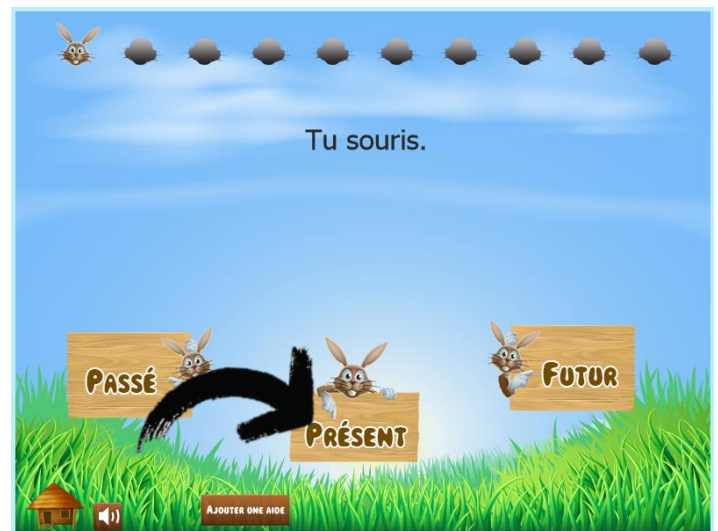 Tu souris.
Passé
Présent
Futur
Ajouter une aide